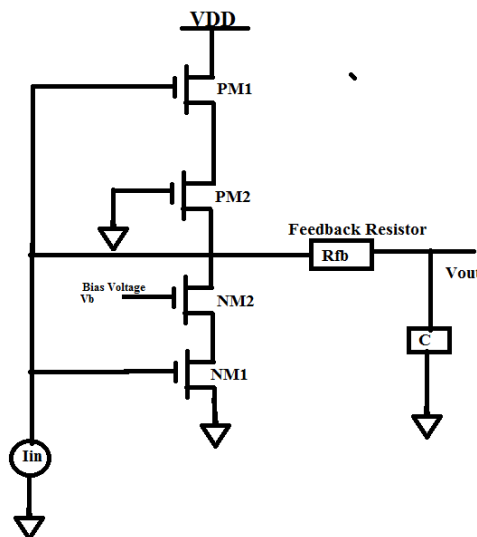 VDD
PM1
PM2
Feedback Resistor
Rfb
Vout
Bias Voltage
Vb
NM2
C
NM1
Iin